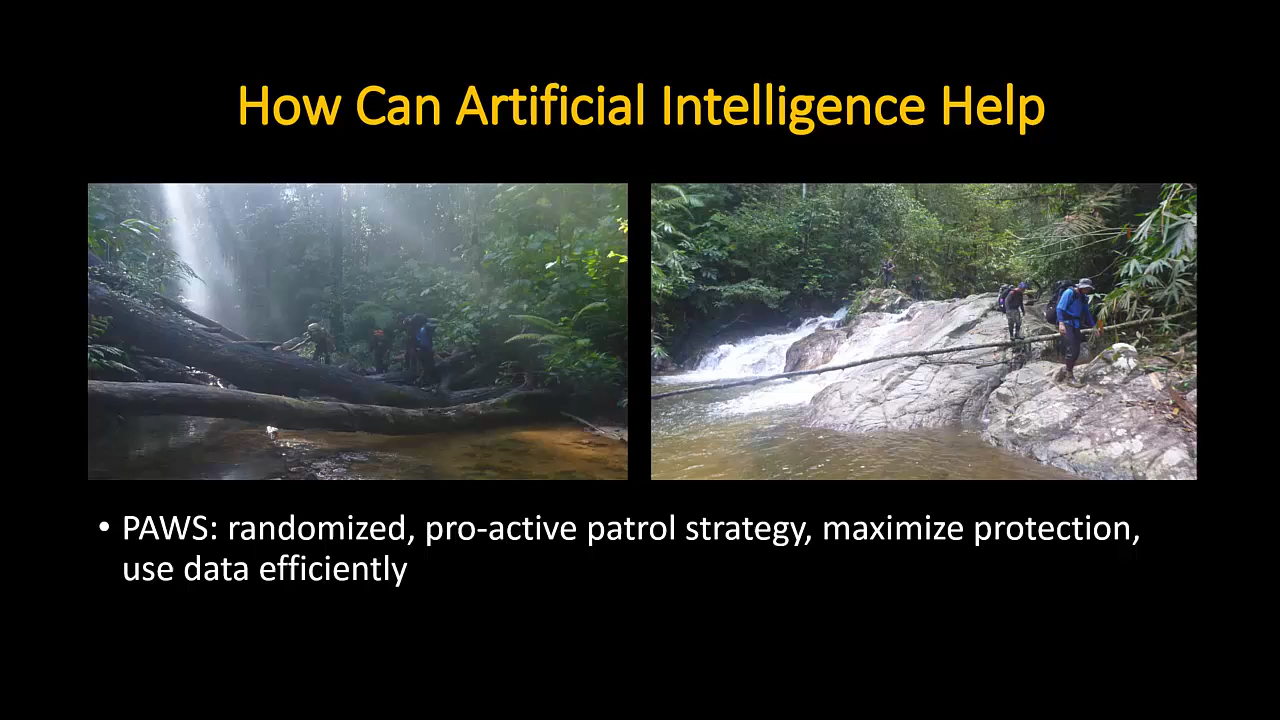 How Can Artificial Intelligence Help
• PAWS: randomized, pro-active patrol strategy, maximize protection,
use data efficiently